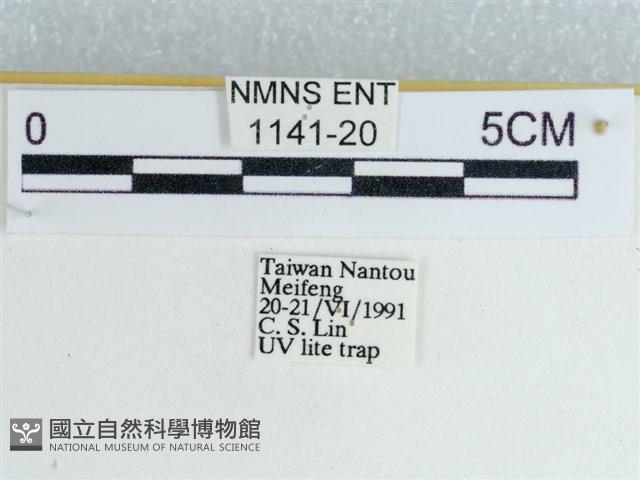 NMNS ENT
1141-20
0 5CM
Taiwan Nantou
Meifeng
20-21/VI/1991
C. S. Lin
UV lite trap
國立自然科學博物館
NATIONAL MUSEUM OF NATURAL SCIENCE